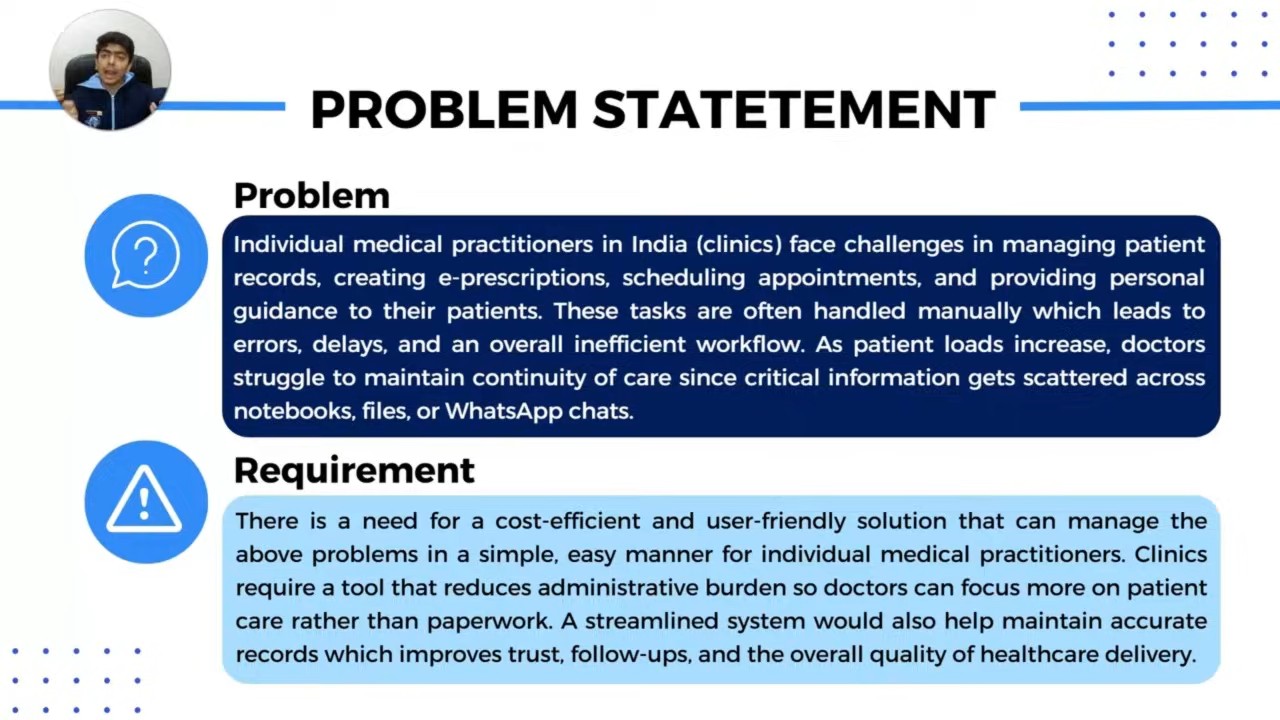 PROBLEM STATETEMENT
Problem
Individual medical practitioners in India (clinics) face challenges in managing patient
records, creating e-prescriptions, scheduling appointments, and providing personal
guidance to their patients. These tasks are often handled manually which leads to
errors, delays, and an overall inefficient workflow. As patient loads increase, doctors
struggle to maintain continuity of care since critical information gets scattered across
notebooks, files, or WhatsApp chats.
Requirement
There is a need for a cost-efficient and user-friendly solution that can manage the
above problems in a simple, easy manner for individual medical practitioners. Clinics
require a tool that reduces administrative burden so doctors can focus more on patient
care rather than paperwork. A streamlined system would also help maintain accurate
records which improves trust, follow-ups, and the overall quality of healthcare delivery.